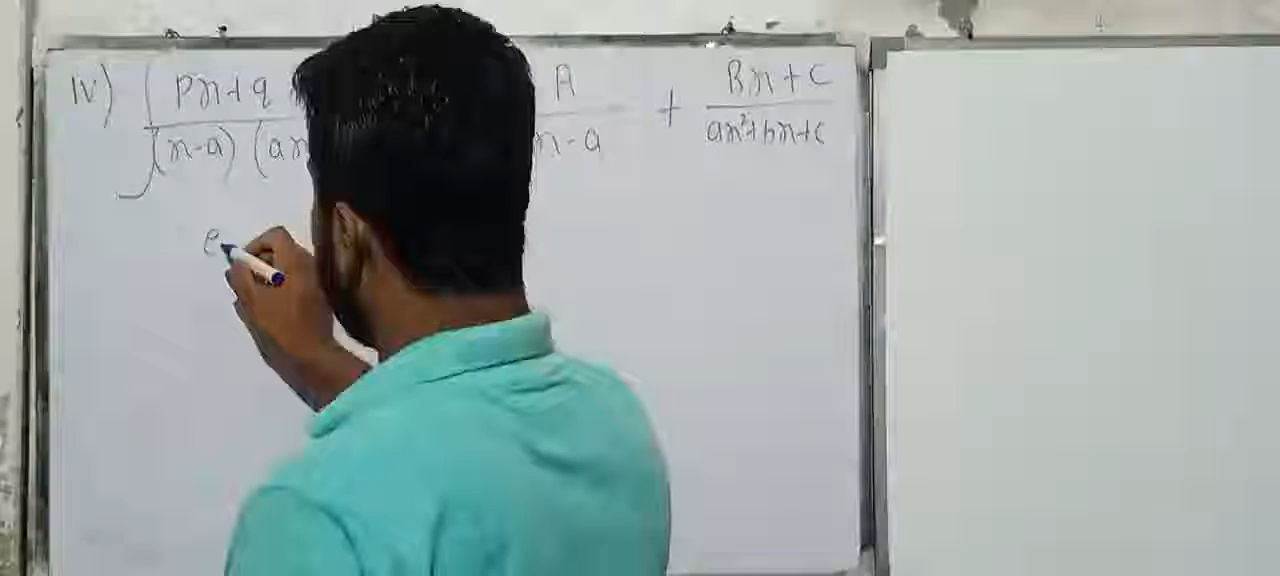 iv) ∫ px+q A + Bx+C
(x-a) (ax x-a ax²+bx+c
e